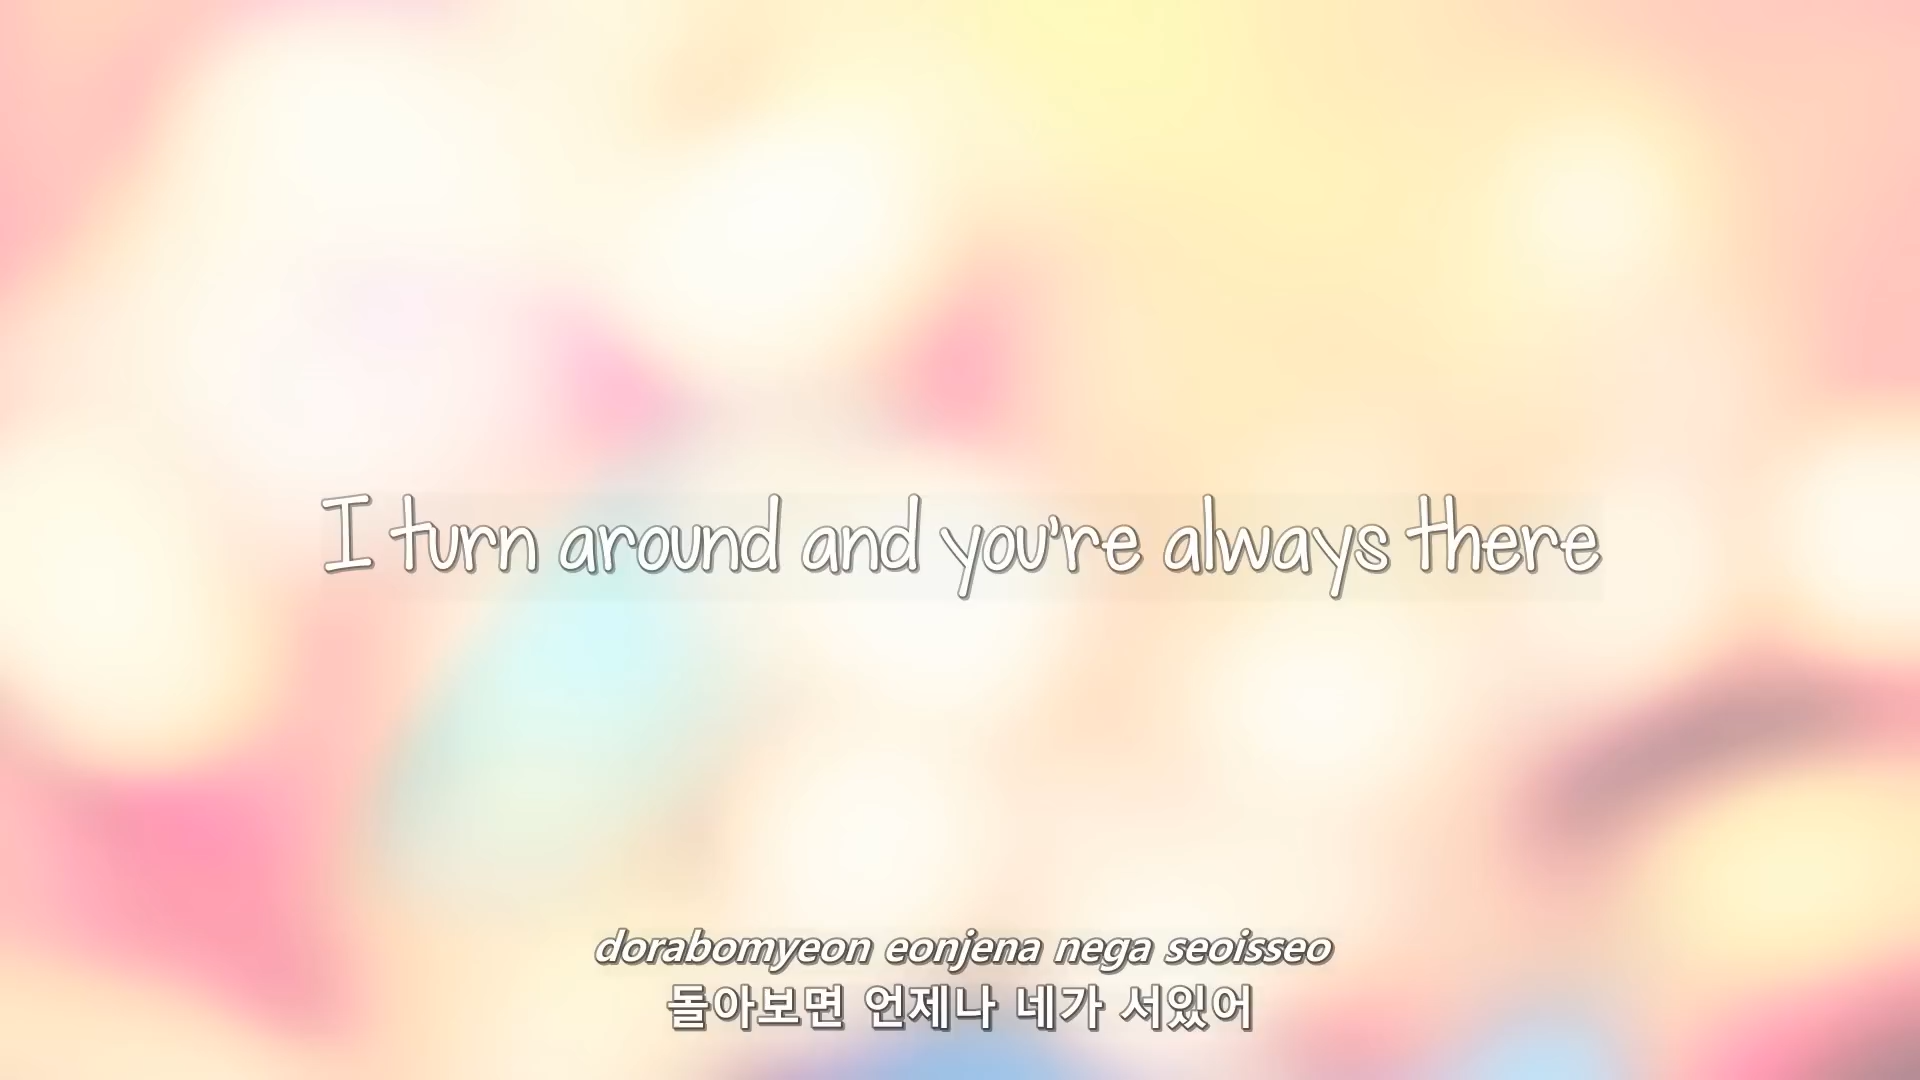 I turn around and you're always there
dorabomyeon eonjena nega seoisseo
돌아보면 언제나 네가 서있어